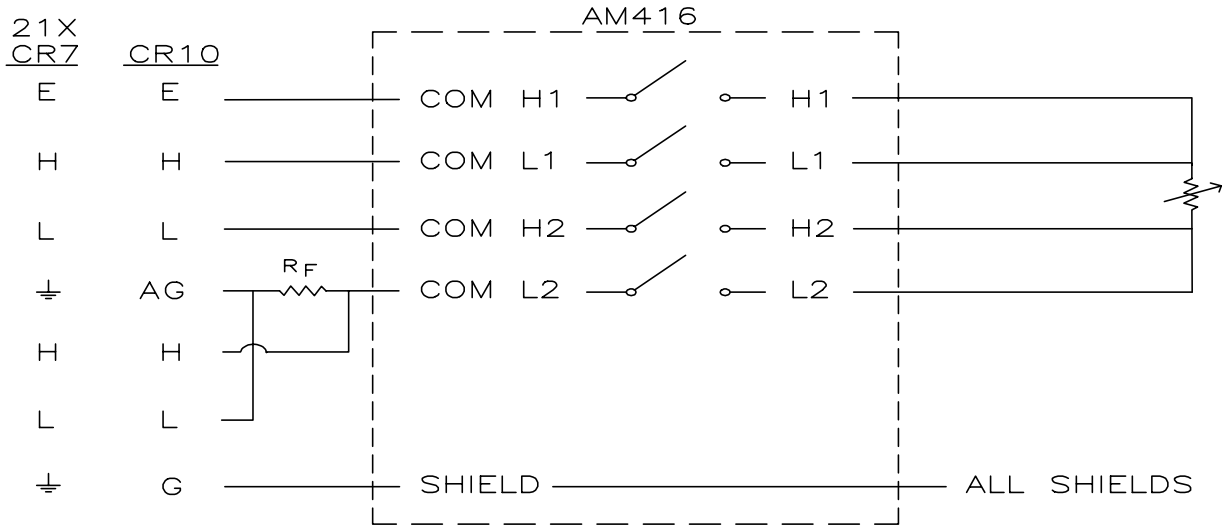 AM416
21X
CR7 CR10
E E COM H1 H1
H H COM L1 L1
L L COM H2 H2
RF
AG COM L2 L2
H H
L L
G SHIELD ALL SHIELDS